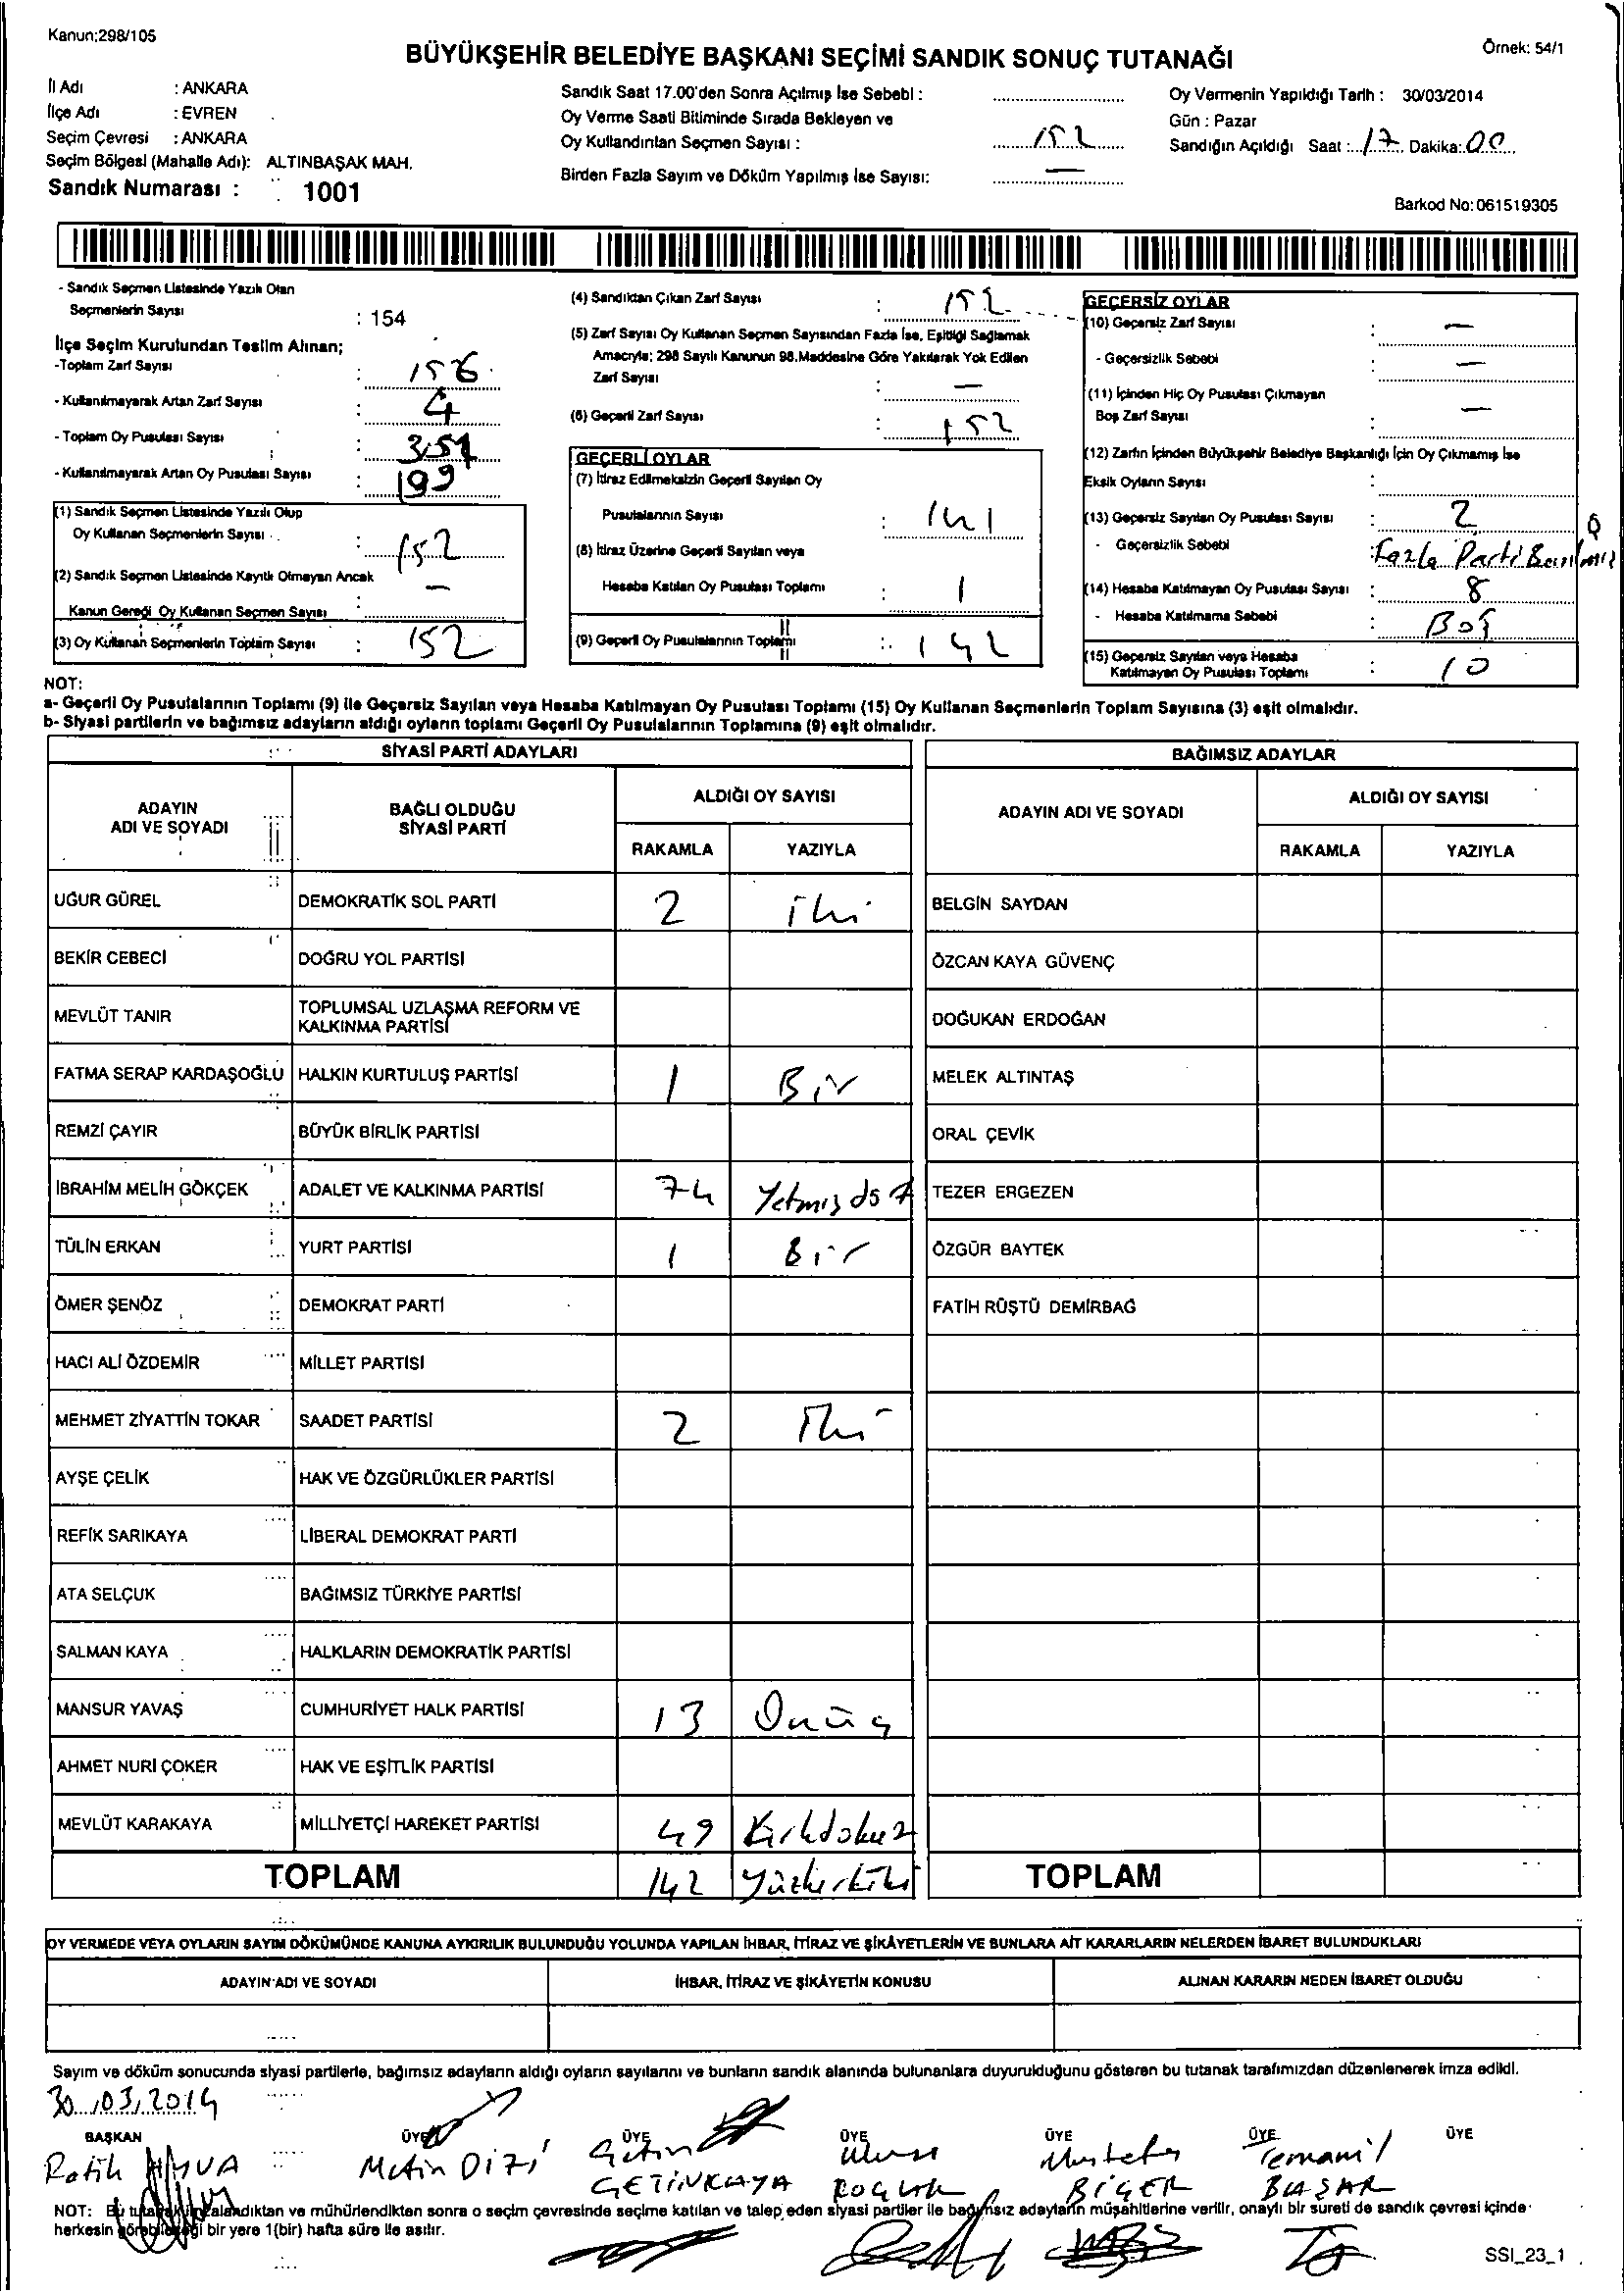 Kanun:298/105
Örnek: 54/1
BÜYÜKŞEHİR BELEDİYE BAŞKANI SEÇİMİ SANDIK SONUÇ TUTANAĞI
İl Adı : ANKARA
İlçe Adı : EVREN
Seçim Çevresi : ANKARA
Seçim Bölgesi (Mahalle Adı): ALTINBAŞAK MAH.
Sandık Numarası : 1001
Sandık Saat 17.00'den Sonra Açılmış İse Sebebi :
Oy Verme Saati Bitiminde Sırada Bekleyen ve
Oy Kullandırılan Seçmen Sayısı : 152
Birden Fazla Sayım ve Döküm Yapılmış İse Sayısı: —
Oy Vermenin Yapıldığı Tarih : 30/03/2014
Gün : Pazar
Sandığın Açıldığı Saat : 17 Dakika: 00
Barkod No: 061519305
- Sandık Seçmen Listesinde Yazılı Olan
Seçmenlerin Sayısı : 154
İlçe Seçim Kurulundan Teslim Alınan;
-Toplam Zarf Sayısı : 156
- Kullanılmayarak Artan Zarf Sayısı : 4
- Toplam Oy Pusulası Sayısı : 351
- Kullanılmayarak Artan Oy Pusulası Sayısı : 199
(1) Sandık Seçmen Listesinde Yazılı Olup
Oy Kullanan Seçmenlerin Sayısı : 152
(2) Sandık Seçmen Listesinde Kayıtlı Olmayan Ancak
Kanun Gereği Oy Kullanan Seçmen Sayısı : —
(3) Oy Kullanan Seçmenlerin Toplam Sayısı : 152
(4) Sandıktan Çıkan Zarf Sayısı : 152
(5) Zarf Sayısı Oy Kullanan Seçmen Sayısından Fazla İse, Eşitliği Sağlamak
Amacıyla; 298 Sayılı Kanunun 98.Maddesine Göre Yakılarak Yok Edilen
Zarf Sayısı : —
(6) Geçerli Zarf Sayısı : 152
GEÇERLİ OYLAR
(7) İtiraz Edilmeksizin Geçerli Sayılan Oy
Pusulalarının Sayısı : 141
(8) İtiraz Üzerine Geçerli Sayılan veya
Hesaba Katılan Oy Pusulası Toplamı : 1
(9) Geçerli Oy Pusulalarının Toplamı : 142
GEÇERSİZ OYLAR
(10) Geçersiz Zarf Sayısı : —
- Geçersizlik Sebebi : —
(11) İçinden Hiç Oy Pusulası Çıkmayan
Boş Zarf Sayısı : —
(12) Zarfın İçinden Büyükşehir Belediye Başkanlığı İçin Oy Çıkmamış İse
Eksik Oyların Sayısı :
(13) Geçersiz Sayılan Oy Pusulası Sayısı : 2
- Geçersizlik Sebebi : Fazla Parti Basılmış
(14) Hesaba Katılmayan Oy Pusulası Sayısı : 8
- Hesaba Katılmama Sebebi : Boş
(15) Geçersiz Sayılan veya Hesaba
Katılmayan Oy Pusulası Toplamı : 10
NOT:
a- Geçerli Oy Pusulalarının Toplamı (9) ile Geçersiz Sayılan veya Hesaba Katılmayan Oy Pusulası Toplamı (15) Oy Kullanan Seçmenlerin Toplam Sayısına (3) eşit olmalıdır.
b- Siyasi partilerin ve bağımsız adayların aldığı oyların toplamı Geçerli Oy Pusulalarının Toplamına (9) eşit olmalıdır.
SİYASİ PARTİ ADAYLARI
ADAYIN ADI VE SOYADI BAĞLI OLDUĞU SİYASİ PARTİ ALDIĞI OY SAYISI
RAKAMLA YAZIYLA
UĞUR GÜREL DEMOKRATİK SOL PARTİ 2 iki
BEKİR CEBECİ DOĞRU YOL PARTİSİ
MEVLÜT TANIR TOPLUMSAL UZLAŞMA REFORM VE KALKINMA PARTİSİ
FATMA SERAP KARDAŞOĞLU HALKIN KURTULUŞ PARTİSİ 1 Bir
REMZİ ÇAYIR BÜYÜK BİRLİK PARTİSİ
İBRAHİM MELİH GÖKÇEK ADALET VE KALKINMA PARTİSİ 74 Yetmiş dört
TÜLİN ERKAN YURT PARTİSİ 1 Bir
ÖMER ŞENÖZ DEMOKRAT PARTİ
HACI ALİ ÖZDEMİR MİLLET PARTİSİ
MEHMET ZİYATTİN TOKAR SAADET PARTİSİ 2 İki
AYŞE ÇELİK HAK VE ÖZGÜRLÜKLER PARTİSİ
REFİK SARIKAYA LİBERAL DEMOKRAT PARTİ
ATA SELÇUK BAĞIMSIZ TÜRKİYE PARTİSİ
SALMAN KAYA HALKLARIN DEMOKRATİK PARTİSİ
MANSUR YAVAŞ CUMHURİYET HALK PARTİSİ 13 Onüç
AHMET NURİ ÇOKER HAK VE EŞİTLİK PARTİSİ
MEVLÜT KARAKAYA MİLLİYETÇİ HAREKET PARTİSİ 49 Kırkdokuz
TOPLAM 142 Yüzkırkiki
BAĞIMSIZ ADAYLAR
ADAYIN ADI VE SOYADI ALDIĞI OY SAYISI
RAKAMLA YAZIYLA
BELGİN SAYDAN
ÖZCAN KAYA GÜVENÇ
DOĞUKAN ERDOĞAN
MELEK ALTINTAŞ
ORAL ÇEVİK
TEZER ERGEZEN
ÖZGÜR BAYTEK
FATİH RÜŞTÜ DEMİRBAĞ
TOPLAM
OY VERMEDE VEYA OYLARIN SAYIM DÖKÜMÜNDE KANUNA AYKIRILIK BULUNDUĞU YOLUNDA YAPILAN İHBAR, İTİRAZ VE ŞİKÂYETLERİN VE BUNLARA AİT KARARLARIN NELERDEN İBARET BULUNDUKLARI
ADAYIN ADI VE SOYADI İHBAR, İTİRAZ VE ŞİKÂYETİN KONUSU ALINAN KARARIN NEDEN İBARET OLDUĞU
Sayım ve döküm sonucunda siyasi partilerle, bağımsız adayların aldığı oyların sayılarını ve bunların sandık alanında bulunanlara duyurulduğunu gösteren bu tutanak tarafımızdan düzenlenerek imza edildi.
30/03/2014
BAŞKAN ÜYE ÜYE ÜYE ÜYE ÜYE ÜYE
Metin DİZİ Çetin ÇETİNKAYA Mustafa BİÇER BAŞAR
NOT: Bu tutanak imzalandıktan ve mühürlendikten sonra o seçim çevresinde seçime katılan ve talep eden siyasi partiler ile bağımsız adayların müşahitlerine verilir, onaylı bir sureti de sandık çevresi içinde
herkesin görebileceği bir yere 1(bir) hafta süre ile asılır.
SSI_23_1